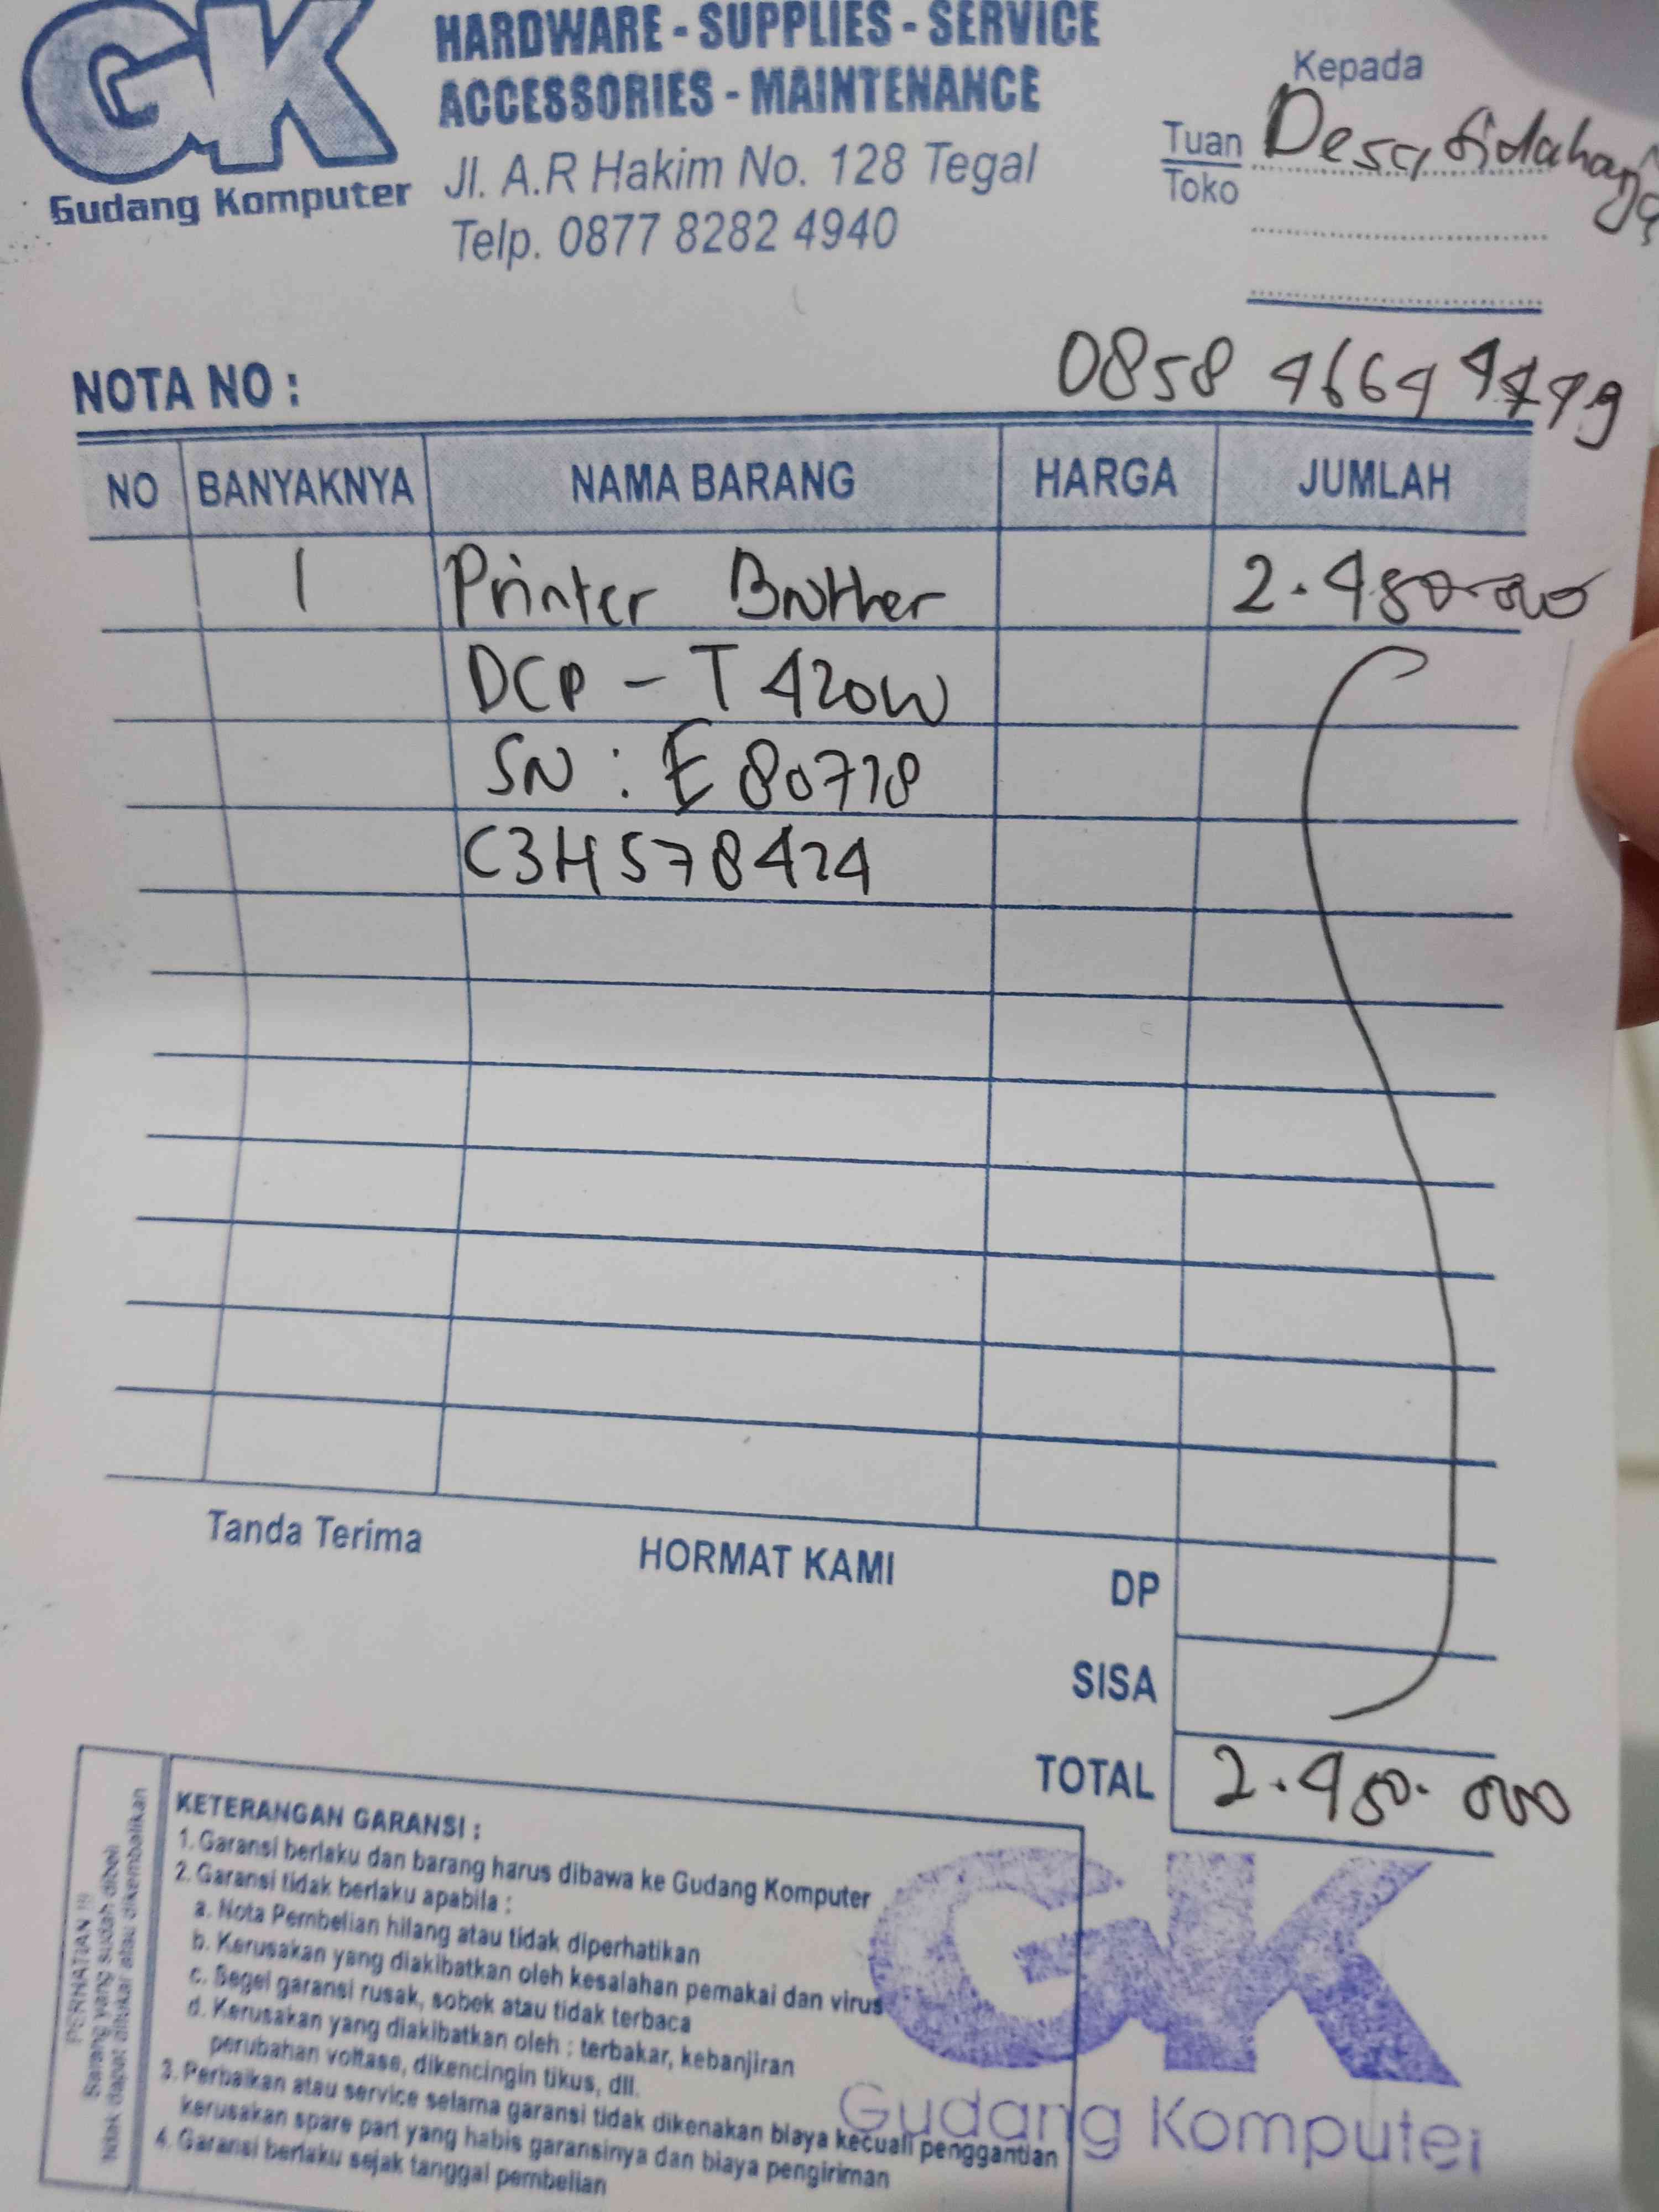 GK
Gudang Komputer
HARDWARE - SUPPLIES - SERVICE
ACCESSORIES - MAINTENANCE
Jl. A.R Hakim No. 128 Tegal
Telp. 0877 8282 4940
Kepada
Tuan
Toko
Desa Sidaharja
NOTA NO :
0858 4664
NO BANYAKNYA NAMA BARANG HARGA JUMLAH
1 Printer Brother 2.450.000
DCP - T420W
SN : E80778
C3H578424
Tanda Terima
HORMAT KAMI
DP
SISA
TOTAL 2.450.000
PERHATIAN !!!
Barang yang sudah dibeli
tidak dapat ditukar atau dikembalikan
KETERANGAN GARANSI :
1. Garansi berlaku dan barang harus dibawa ke Gudang Komputer
2. Garansi tidak berlaku apabila :
a. Nota Pembelian hilang atau tidak diperhatikan
b. Kerusakan yang diakibatkan oleh kesalahan pemakai dan virus
c. Segel garansi rusak, sobek atau tidak terbaca
d. Kerusakan yang diakibatkan oleh : terbakar, kebanjiran
perubahan voltase, dikencingin tikus, dll.
3. Perbaikan atau service selama garansi tidak dikenakan biaya kecuali penggantian
kerusakan spare part yang habis garansinya dan biaya pengiriman
4. Garansi berlaku sejak tanggal pembelian
GK
Gudang Komputer